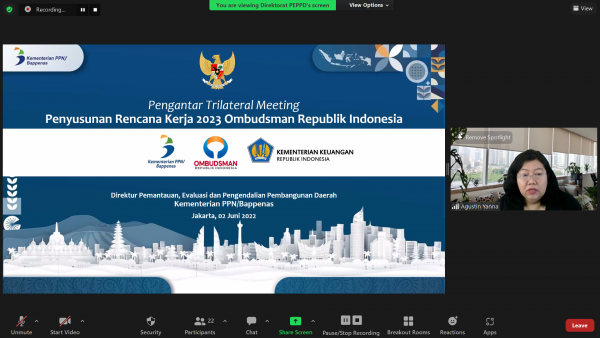 Recording...
You are viewing Direktorat PEPPD's screen
View Options
View
Kementerian PPN/
Bappenas
Pengantar Trilateral Meeting
Penyusunan Rencana Kerja 2023 Ombudsman Republik Indonesia
Kementerian PPN/
Bappenas
OMBUDSMAN
REPUBLIK INDONESIA
KEMENTERIAN KEUANGAN
REPUBLIK INDONESIA
Direktur Pemantauan, Evaluasi dan Pengendalian Pembangunan Daerah
Kementerian PPN/Bappenas
Jakarta, 02 Juni 2022
Remove Spotlight
Agustin Yanna
Unmute
Start Video
Security
Participants
22
Chat
Share Screen
Pause/Stop Recording
Breakout Rooms
Reactions
Apps
Leave